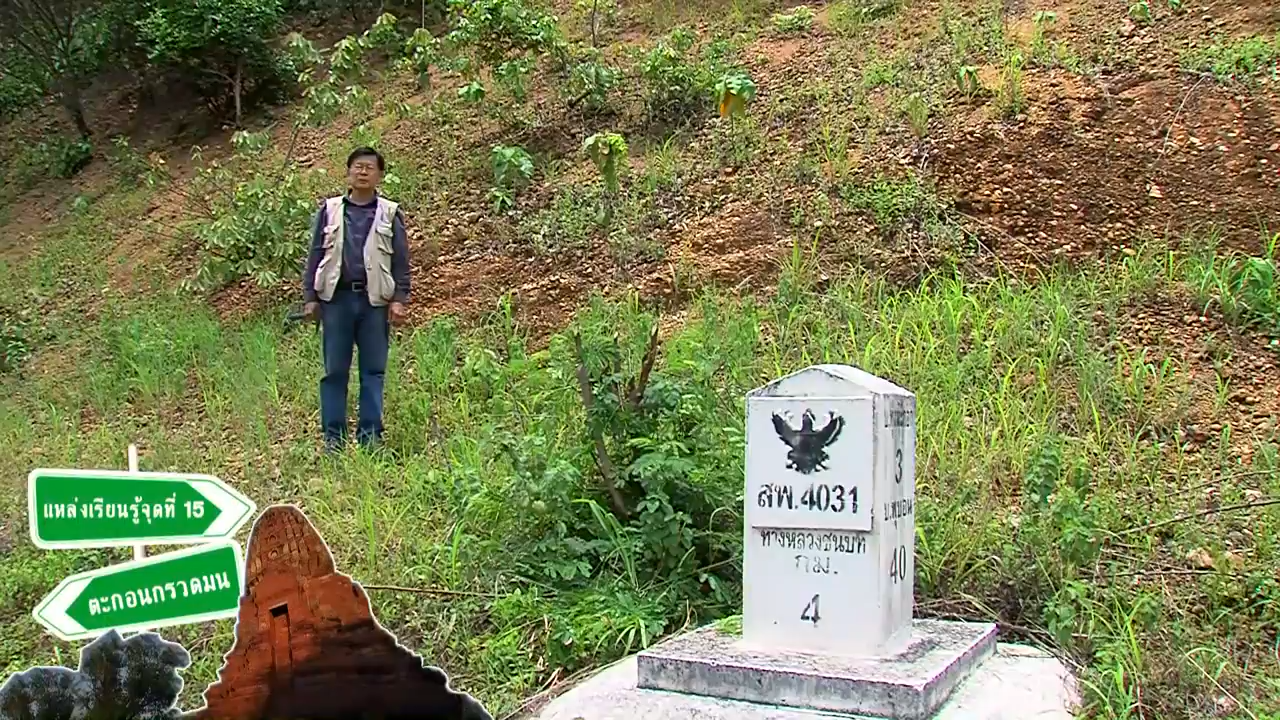 สพ.4031
ทางหลวงชนบท
กม.
4
3
40
แหล่งเรียนรู้จุดที่ 15
ตะกอนกรวดมน